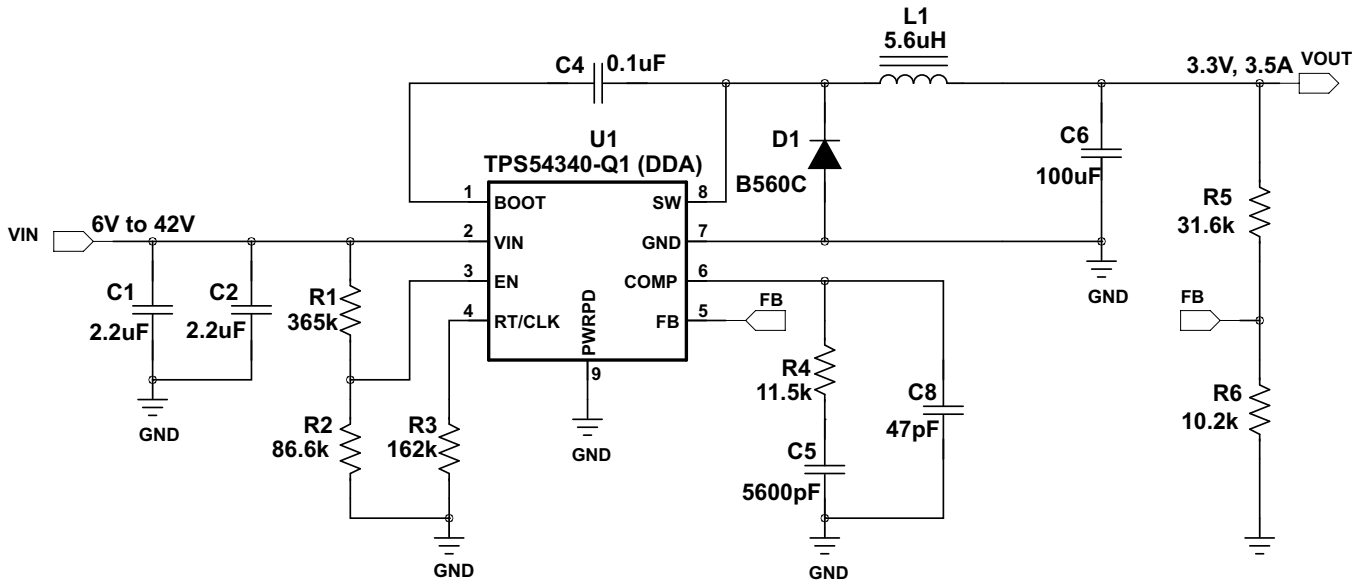 L1
5.6uH
C4
0.1uF
3.3V, 3.5A
VOUT
U1
TPS54340-Q1 (DDA)
D1
B560C
C6
100uF
1
BOOT
SW
8
R5
31.6k
VIN
6V to 42V
2
VIN
GND
7
3
EN
COMP
6
GND
C1
2.2uF
C2
2.2uF
R1
365k
4
RT/CLK
PWRPD
FB
5
FB
FB
9
R4
11.5k
C8
47pF
R6
10.2k
GND
R2
86.6k
R3
162k
GND
C5
5600pF
GND
GND